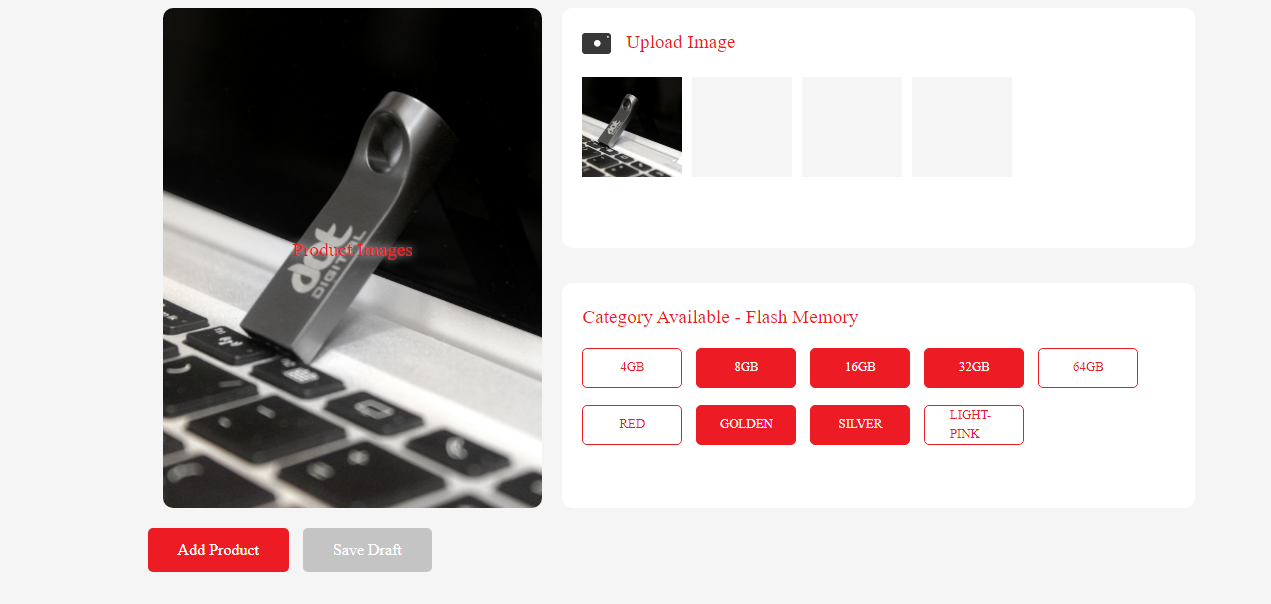 Product Images
dct
DIGITAL
Upload Image
Category Available - Flash Memory
4GB
8GB
16GB
32GB
64GB
RED
GOLDEN
SILVER
LIGHT-
PINK
Add Product
Save Draft